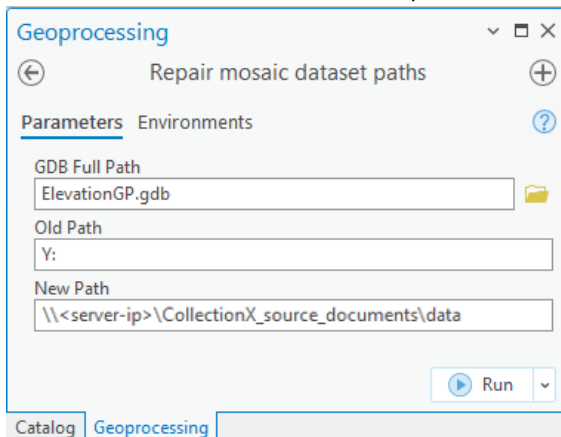 Geoprocessing
Repair mosaic dataset paths
Parameters Environments
GDB Full Path
ElevationGP.gdb
Old Path
Y:
New Path
\\<server-ip>\CollectionX_source_documents\data
Run
Catalog Geoprocessing